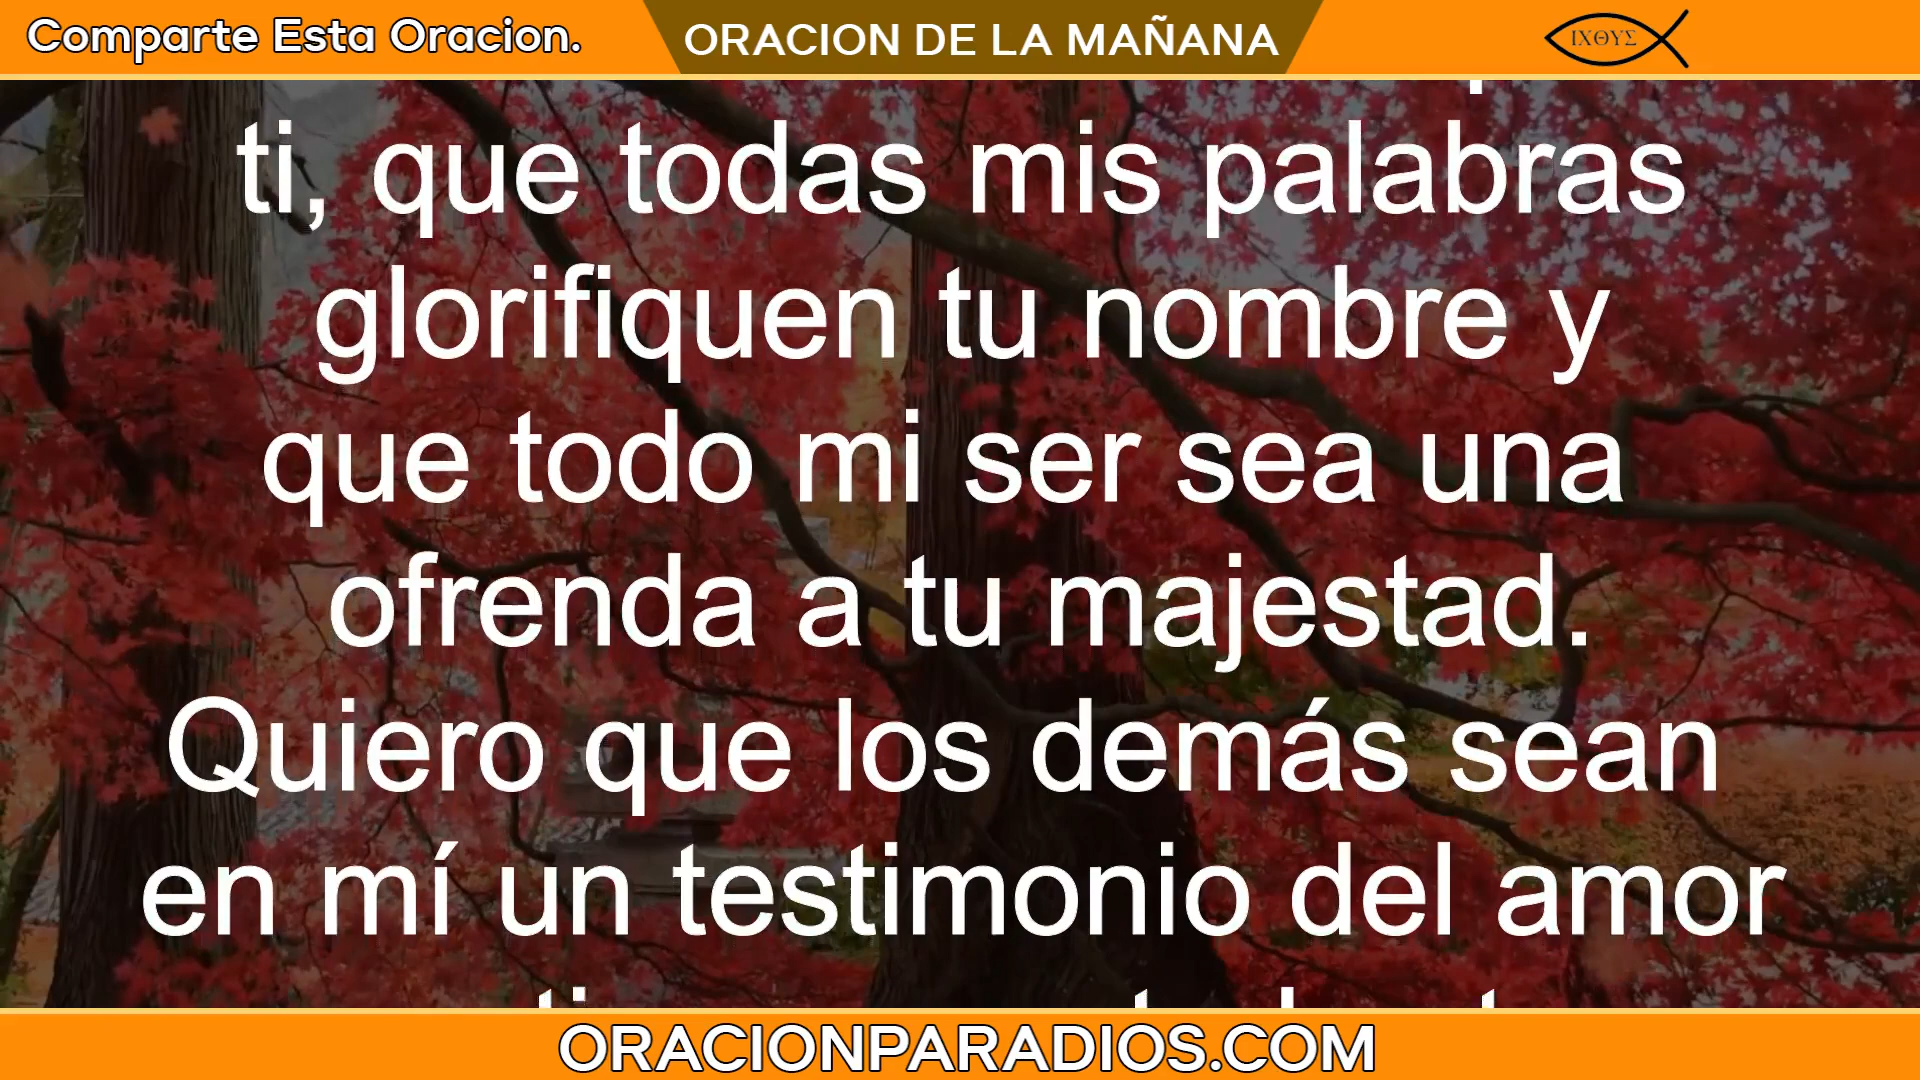 Comparte Esta Oracion.
ORACION DE LA MAÑANA
ΙΧΘΥΣ
ti, que todas mis palabras
glorifiquen tu nombre y
que todo mi ser sea una
ofrenda a tu majestad.
Quiero que los demás sean
en mí un testimonio del amor
ORACIONPARADIOS.COM